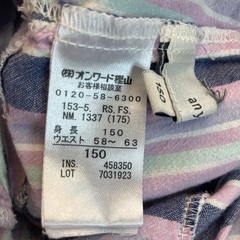 ㈱オンワード樫山
お客様相談室
0120-58-6300
153-5. RS. FS.
NM. 1337 (175)
身長 150
ウエスト 58~ 63
150
INS. 458350
LOT 7031923
150
any